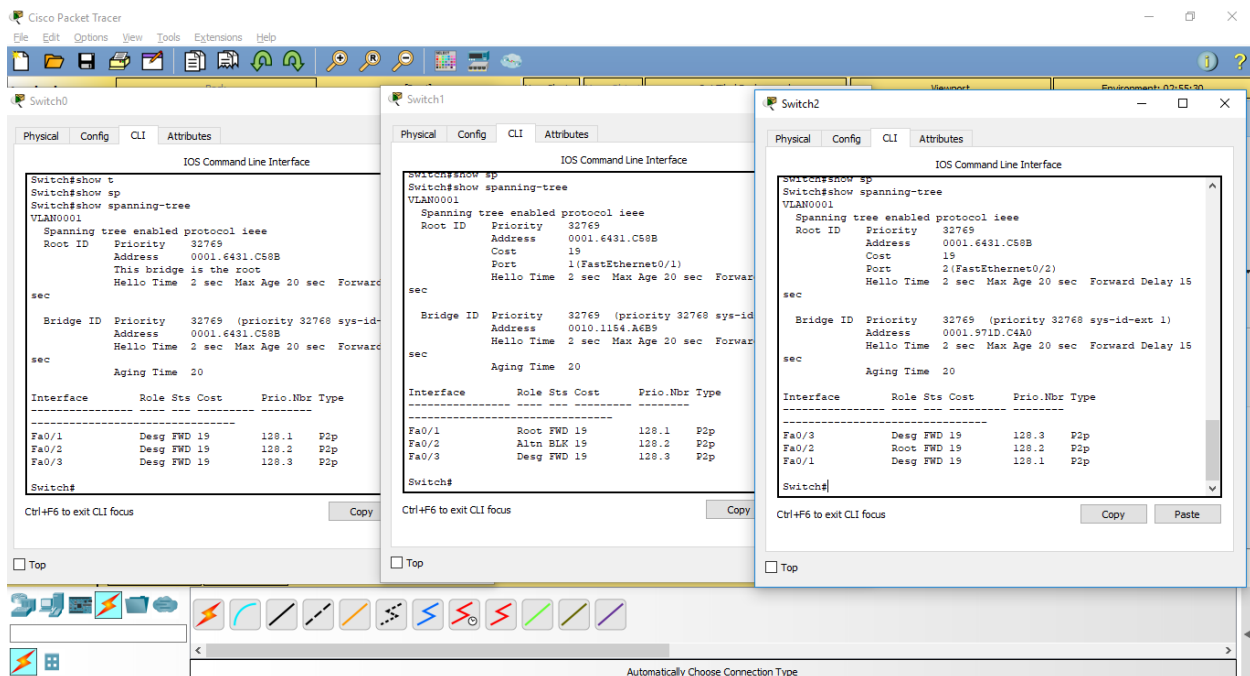 Cisco Packet Tracer
File Edit Options View Tools Extensions Help
Viewport
Environment: 02:55:30
Switch0
Physical Config CLI Attributes
IOS Command Line Interface
Switch#show t
Switch#show sp
Switch#show spanning-tree
VLAN0001
Spanning tree enabled protocol ieee
Root ID Priority 32769
Address 0001.6431.C58B
This bridge is the root
Hello Time 2 sec Max Age 20 sec Forward
sec
Bridge ID Priority 32769 (priority 32768 sys-id-
Address 0001.6431.C58B
Hello Time 2 sec Max Age 20 sec Forward
sec
Aging Time 20
Interface Role Sts Cost Prio.Nbr Type
---------------- ---- --- --------- -------- 
--------------------------------
Fa0/1 Desg FWD 19 128.1 P2p
Fa0/2 Desg FWD 19 128.2 P2p
Fa0/3 Desg FWD 19 128.3 P2p
Switch#
Ctrl+F6 to exit CLI focus
Copy
Top
Switch1
Physical Config CLI Attributes
IOS Command Line Interface
Switch#show sp
Switch#show spanning-tree
VLAN0001
Spanning tree enabled protocol ieee
Root ID Priority 32769
Address 0001.6431.C58B
Cost 19
Port 1(FastEthernet0/1)
Hello Time 2 sec Max Age 20 sec Forwar
sec
Bridge ID Priority 32769 (priority 32768 sys-id
Address 0010.1154.A6B9
Hello Time 2 sec Max Age 20 sec Forwar
sec
Aging Time 20
Interface Role Sts Cost Prio.Nbr Type
---------------- ---- --- --------- --------
--------------------------------
Fa0/1 Root FWD 19 128.1 P2p
Fa0/2 Altn BLK 19 128.2 P2p
Fa0/3 Desg FWD 19 128.3 P2p
Switch#
Ctrl+F6 to exit CLI focus
Copy
Top
Switch2
Physical Config CLI Attributes
IOS Command Line Interface
Switch#show sp
Switch#show spanning-tree
VLAN0001
Spanning tree enabled protocol ieee
Root ID Priority 32769
Address 0001.6431.C58B
Cost 19
Port 2(FastEthernet0/2)
Hello Time 2 sec Max Age 20 sec Forward Delay 15
sec
Bridge ID Priority 32769 (priority 32768 sys-id-ext 1)
Address 0001.971D.C4A0
Hello Time 2 sec Max Age 20 sec Forward Delay 15
sec
Aging Time 20
Interface Role Sts Cost Prio.Nbr Type
---------------- ---- --- --------- --------
--------------------------------
Fa0/3 Desg FWD 19 128.3 P2p
Fa0/2 Root FWD 19 128.2 P2p
Fa0/1 Desg FWD 19 128.1 P2p
Switch#
Ctrl+F6 to exit CLI focus
Copy Paste
Top
Automatically Choose Connection Type